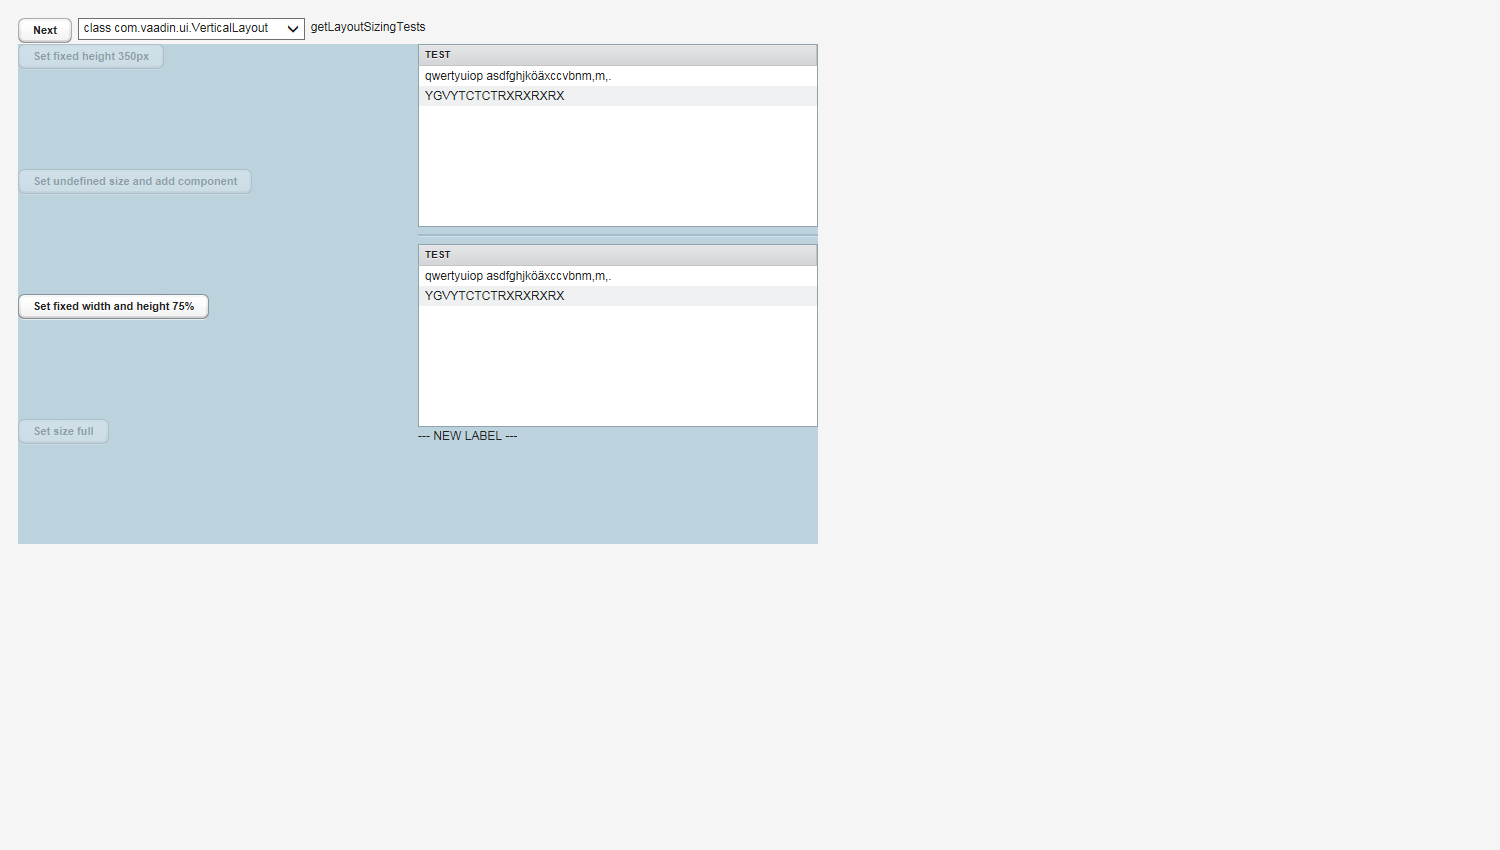 Next class com.vaadin.ui.VerticalLayout getLayoutSizingTests
Set fixed height 350px
Set undefined size and add component
Set fixed width and height 75%
Set size full
TEST
qwertyuiop asdfghjköäxccvbnm,m,.
YGVYTCTCTRXRXRXRX
TEST
qwertyuiop asdfghjköäxccvbnm,m,.
YGVYTCTCTRXRXRXRX
--- NEW LABEL ---